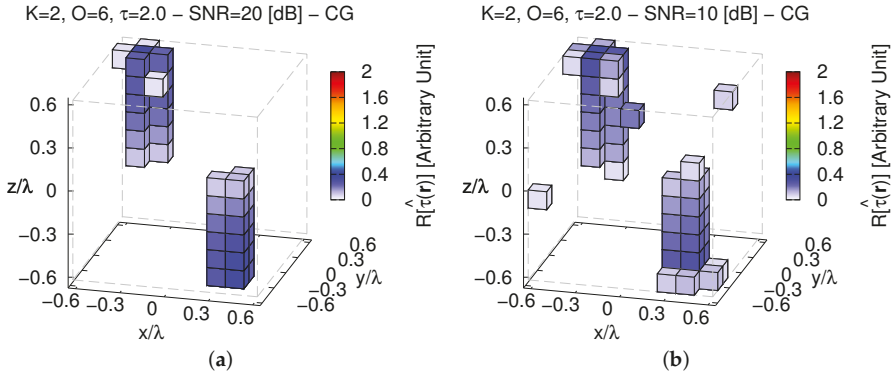 K=2, O=6, τ=2.0 − SNR=20 [dB] − CG
0.6
0.3
z/λ 0
−0.3
−0.6
−0.6 −0.3 0 0.3 0.6
x/λ
−0.6
−0.3
0
0.3
0.6
y/λ
2
1.6
1.2
0.8
0.4
0
R[τ̂(r)] [Arbitrary Unit]
(a)
K=2, O=6, τ=2.0 − SNR=10 [dB] − CG
0.6
0.3
z/λ 0
−0.3
−0.6
−0.6 −0.3 0 0.3 0.6
x/λ
−0.6
−0.3
0
0.3
0.6
y/λ
2
1.6
1.2
0.8
0.4
0
R[τ̂(r)] [Arbitrary Unit]
(b)